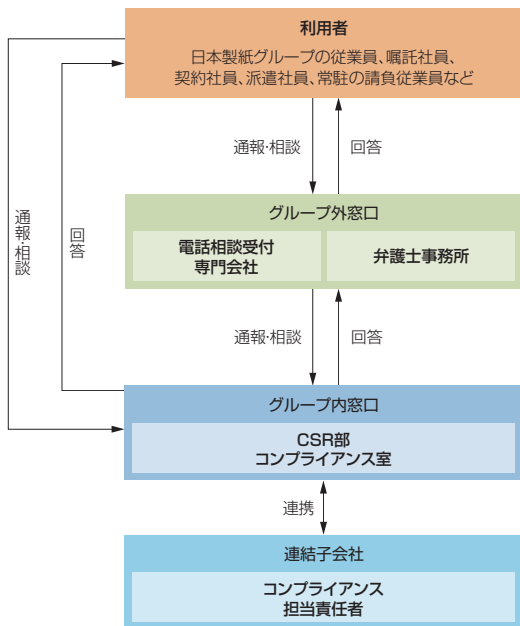 利用者
日本製紙グループの従業員、嘱託社員、
契約社員、派遣社員、常駐の請負従業員など
通報・相談
回答
通報・相談
回答
グループ外窓口
電話相談受付
専門会社
弁護士事務所
通報・相談
回答
グループ内窓口
CSR部
コンプライアンス室
連携
連結子会社
コンプライアンス
担当責任者